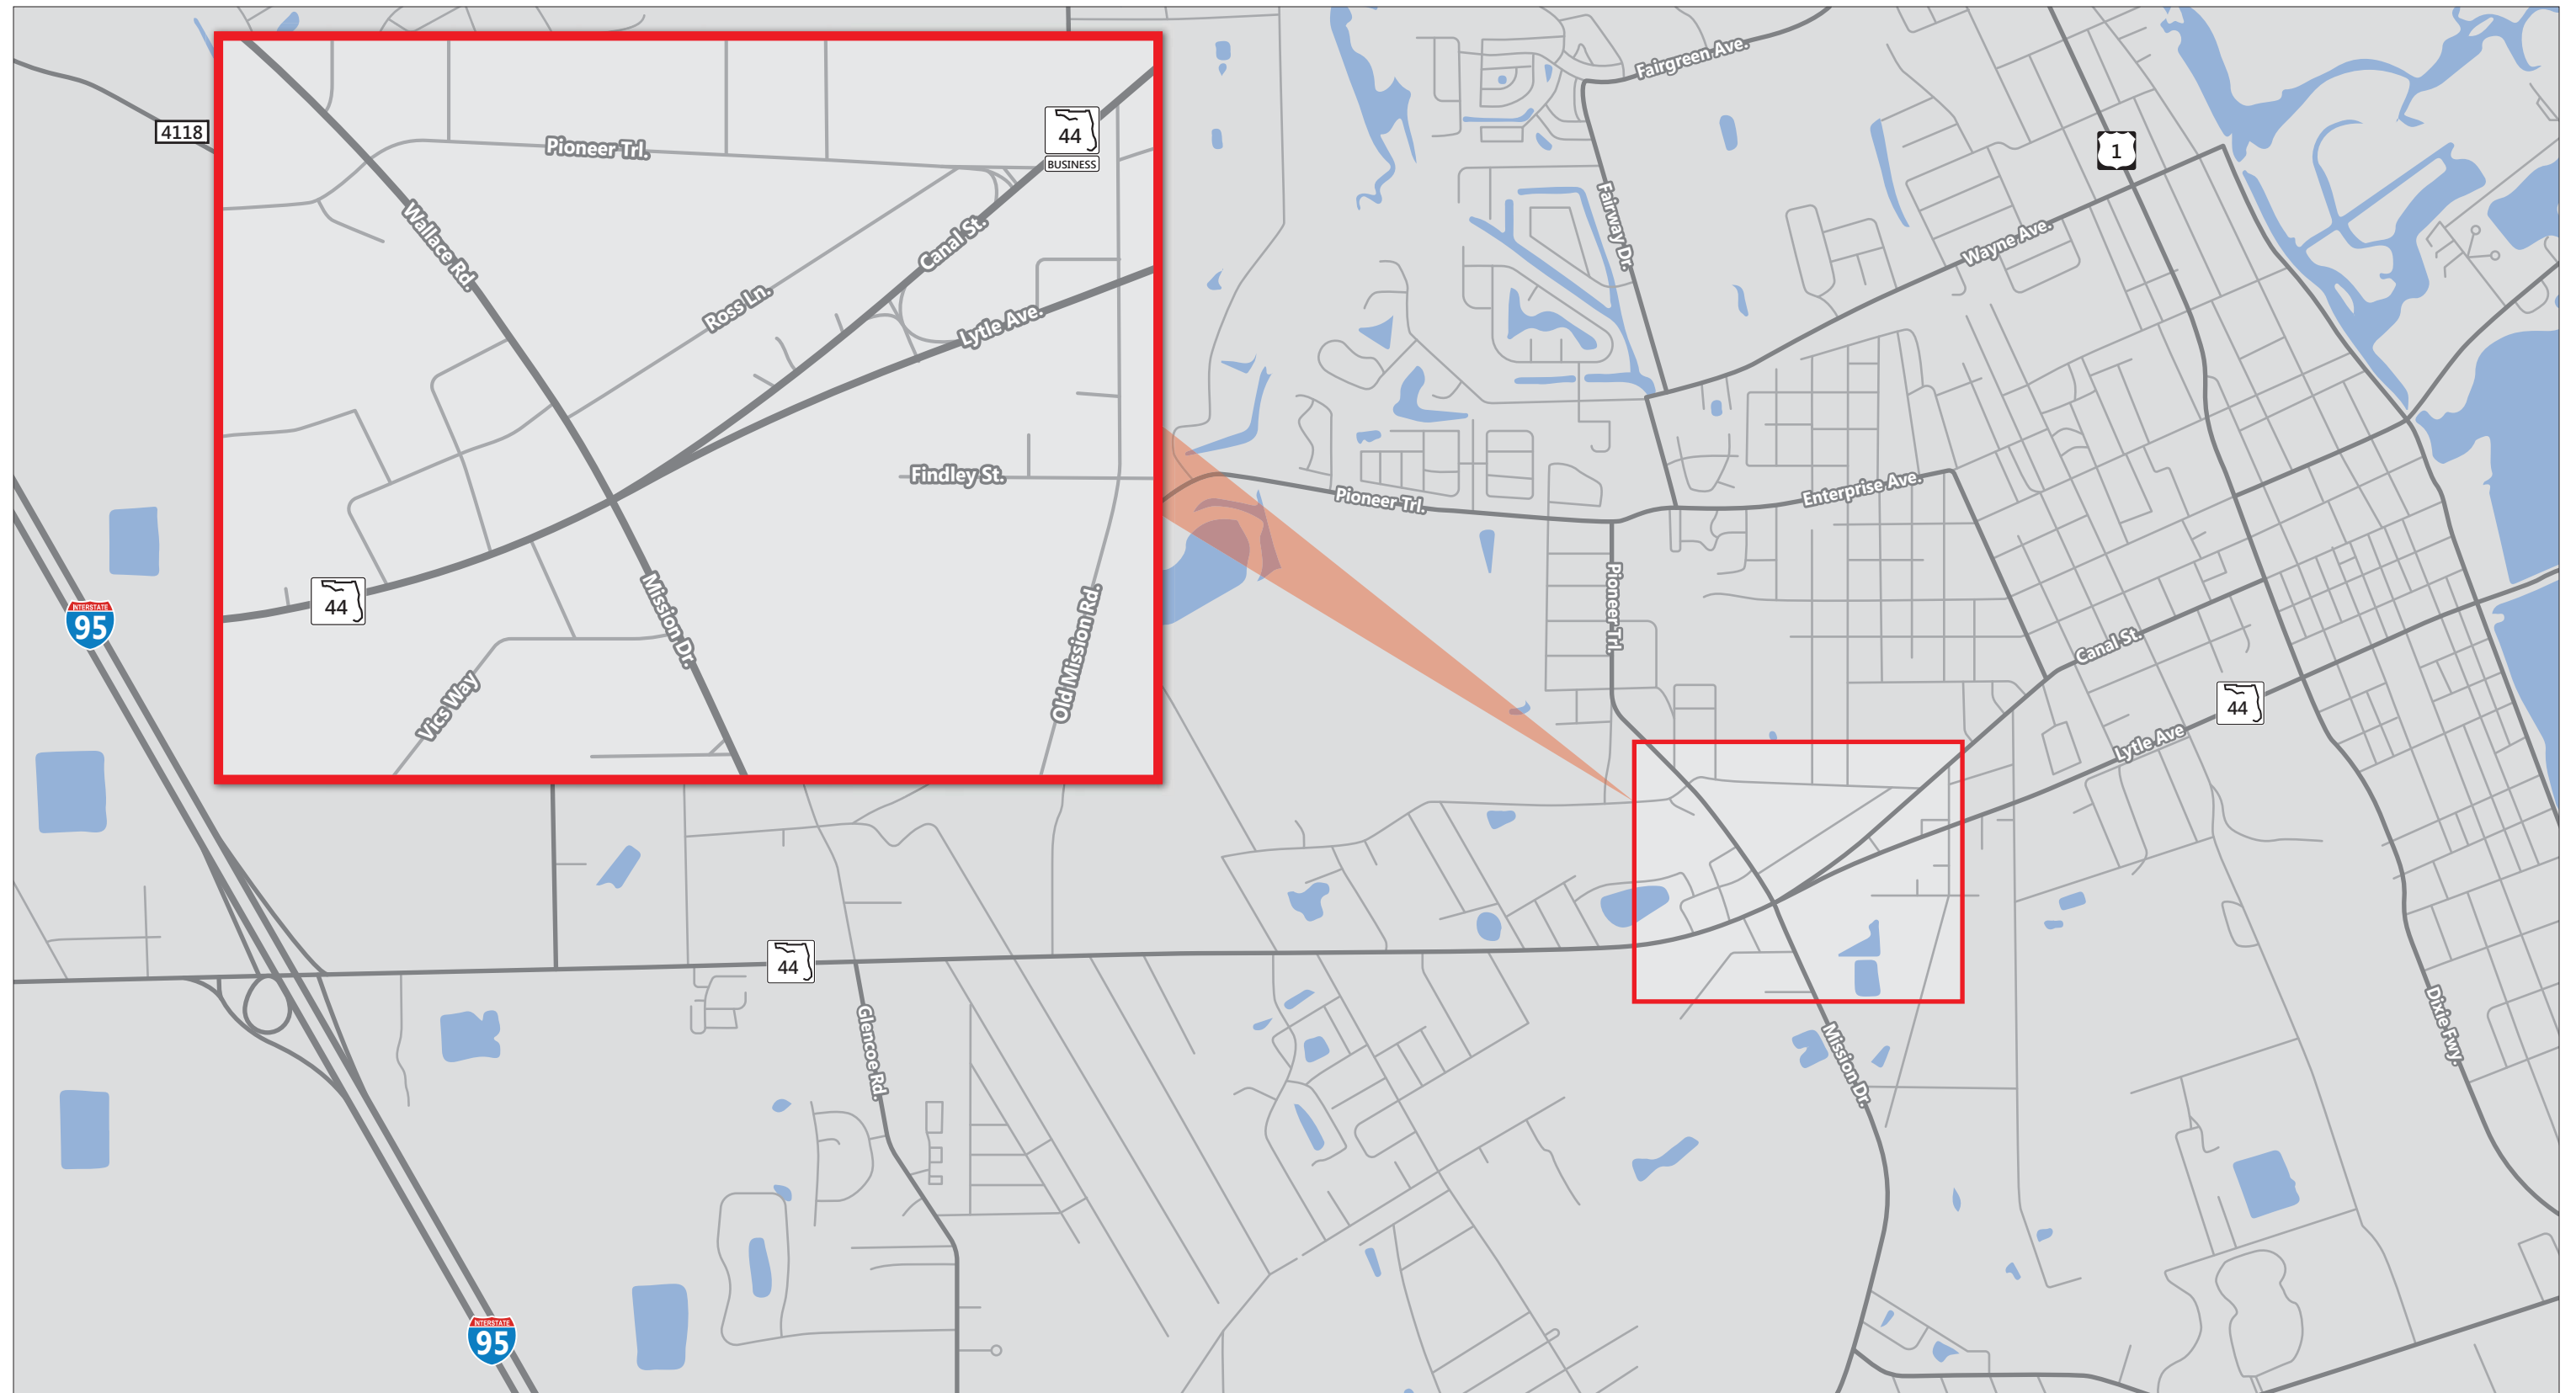 Fairgreen Ave.
4118
44
BUSINESS
Pioneer Trl.
1
Wallace Rd.
Canal St.
Fairway Dr.
Wayne Ave.
Ross Ln.
Lytle Ave.
Findley St.
Pioneer Trl.
Enterprise Ave.
44
Mission Dr.
Old Mission Rd.
Pioneer Trl.
INTERSTATE
95
Vics Way
Canal St.
44
Lytle Ave
44
Glencoe Rd.
Mission Dr.
Dixie Fwy.
INTERSTATE
95